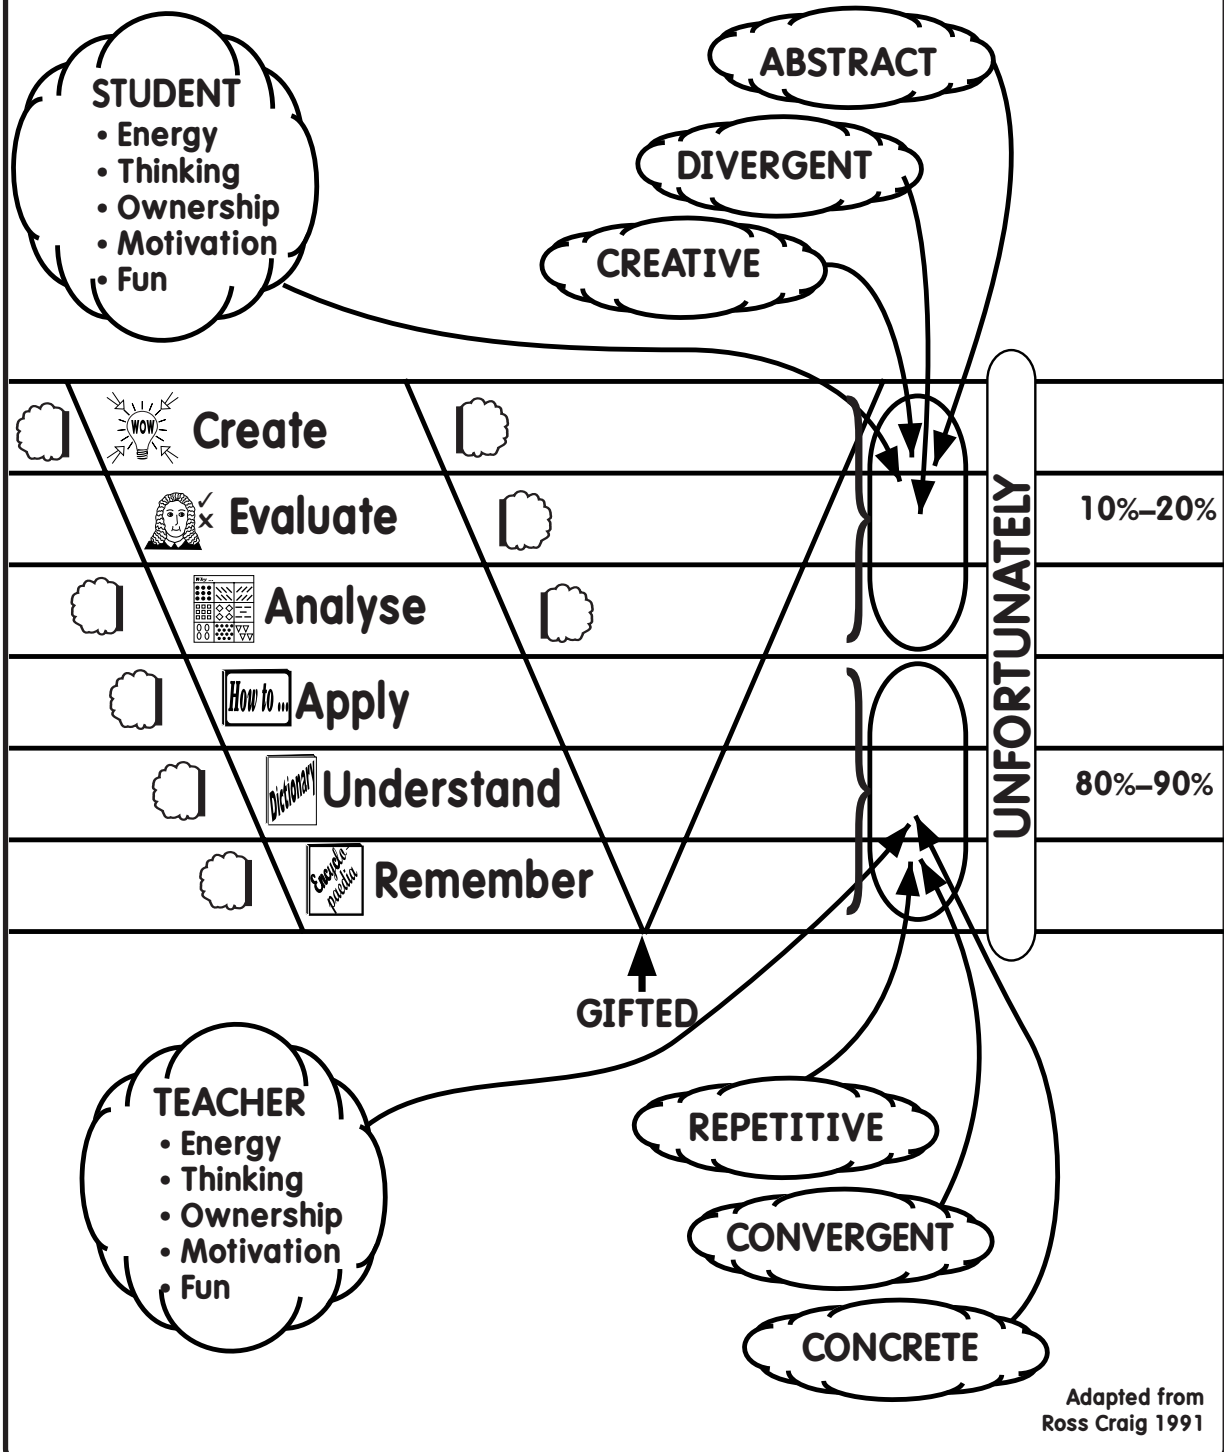 STUDENT
• Energy
• Thinking
• Ownership
• Motivation
• Fun
ABSTRACT
DIVERGENT
CREATIVE
WOW
Create
✓
x
Evaluate
10%–20%
Why ...
Analyse
UNFORTUNATELY
How to ...
Apply
Dictionary
Understand
80%–90%
Encyclo-
paedia
Remember
GIFTED
TEACHER
• Energy
• Thinking
• Ownership
• Motivation
• Fun
REPETITIVE
CONVERGENT
CONCRETE
Adapted from
Ross Craig 1991